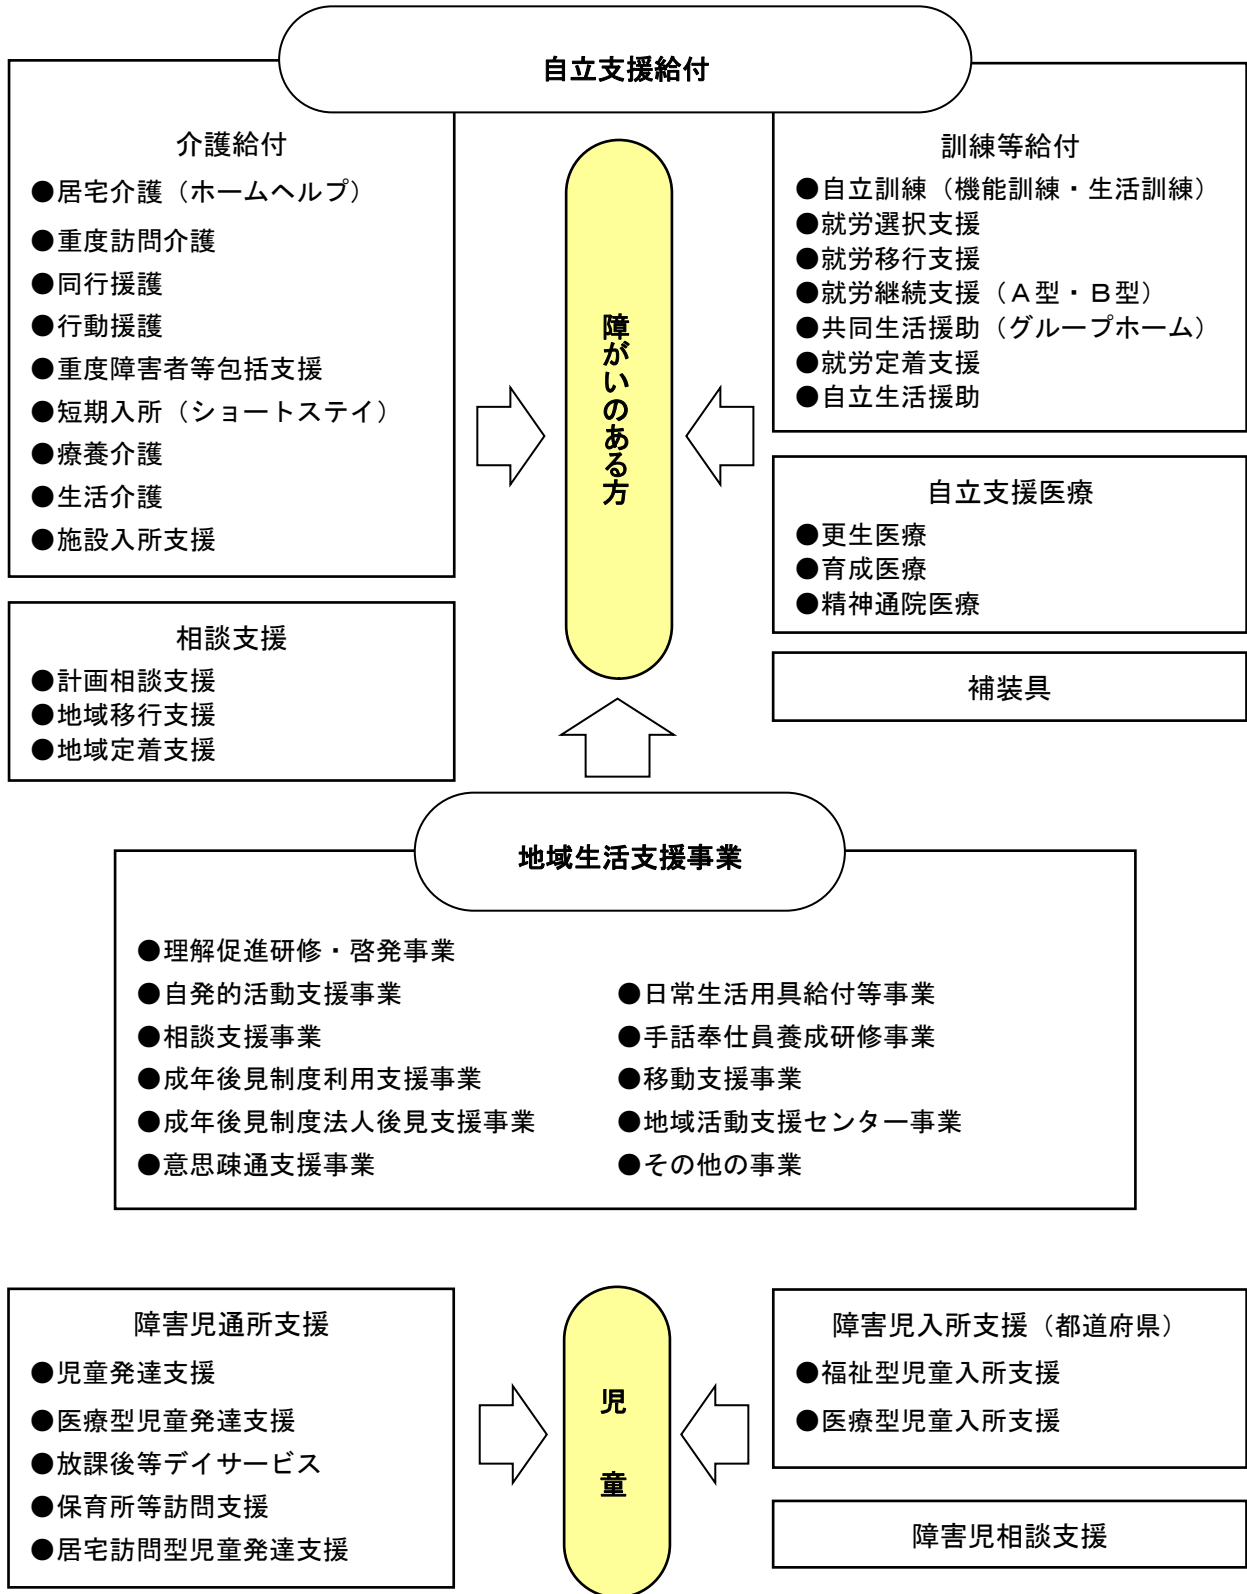 自立支援給付
介護給付
●居宅介護（ホームヘルプ）
●重度訪問介護
●同行援護
●行動援護
●重度障害者等包括支援
●短期入所（ショートステイ）
●療養介護
●生活介護
●施設入所支援
相談支援
●計画相談支援
●地域移行支援
●地域定着支援
障がいのある方
訓練等給付
●自立訓練（機能訓練・生活訓練）
●就労選択支援
●就労移行支援
●就労継続支援（Ａ型・Ｂ型）
●共同生活援助（グループホーム）
●就労定着支援
●自立生活援助
自立支援医療
●更生医療
●育成医療
●精神通院医療
補装具
地域生活支援事業
●理解促進研修・啓発事業
●自発的活動支援事業
●相談支援事業
●成年後見制度利用支援事業
●成年後見制度法人後見支援事業
●意思疎通支援事業
●日常生活用具給付等事業
●手話奉仕員養成研修事業
●移動支援事業
●地域活動支援センター事業
●その他の事業
障害児通所支援
●児童発達支援
●医療型児童発達支援
●放課後等デイサービス
●保育所等訪問支援
●居宅訪問型児童発達支援
児童
障害児入所支援（都道府県）
●福祉型児童入所支援
●医療型児童入所支援
障害児相談支援